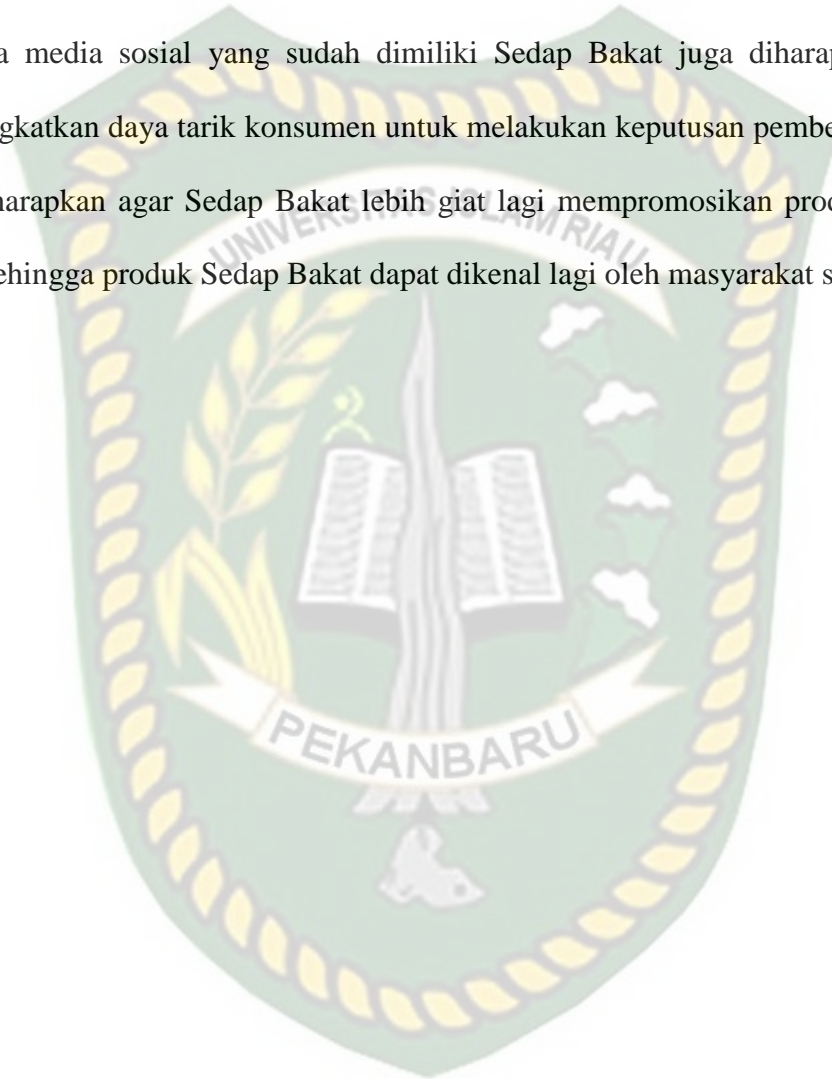 a media sosial yang sudah dimiliki Sedap Bakat juga diharap
gkatkan daya tarik konsumen untuk melakukan keputusan pembe
harapkan agar Sedap Bakat lebih giat lagi mempromosikan prod
ehingga produk Sedap Bakat dapat dikenal lagi oleh masyarakat s
UNIVERSITAS ISLAM RIAU
PEKANBARU